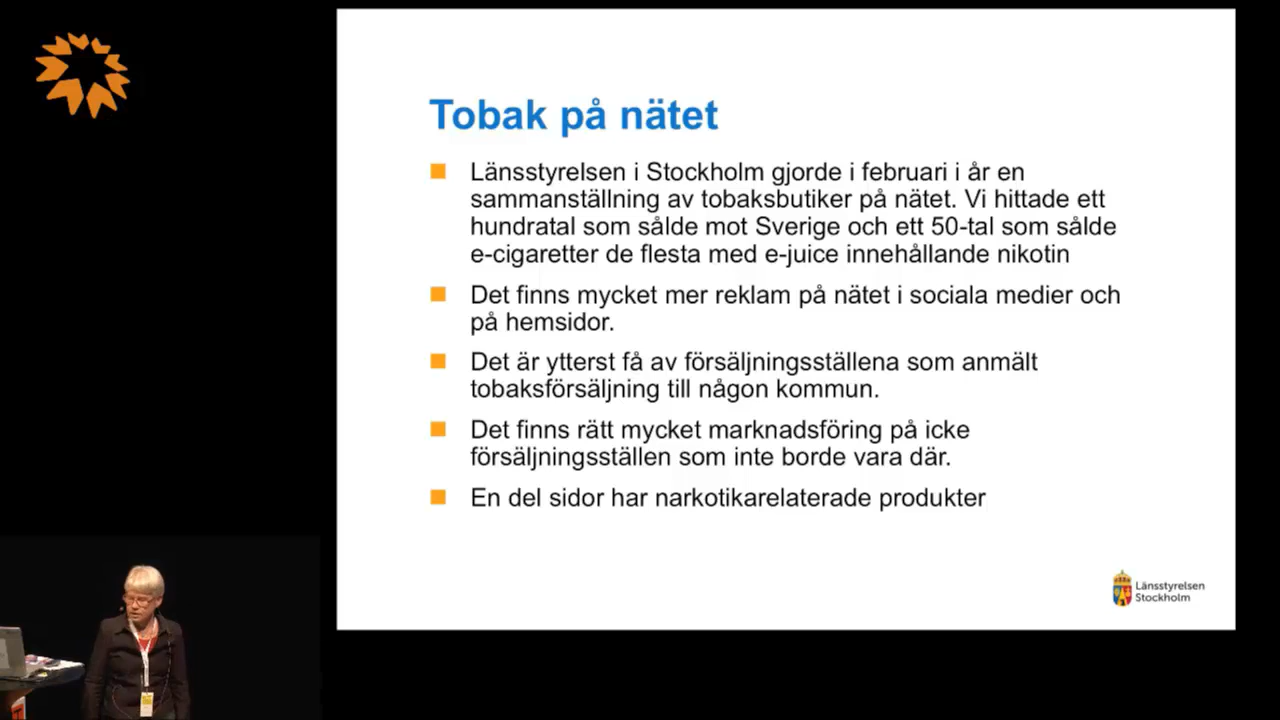 Tobak på nätet
Länsstyrelsen i Stockholm gjorde i februari i år en
sammanställning av tobaksbutiker på nätet. Vi hittade ett
hundratal som sålde mot Sverige och ett 50-tal som sålde
e-cigaretter de flesta med e-juice innehållande nikotin
Det finns mycket mer reklam på nätet i sociala medier och
på hemsidor.
Det är ytterst få av försäljningsställena som anmält
tobaksförsäljning till någon kommun.
Det finns rätt mycket marknadsföring på icke
försäljningsställen som inte borde vara där.
En del sidor har narkotikarelaterade produkter
Länsstyrelsen
Stockholm